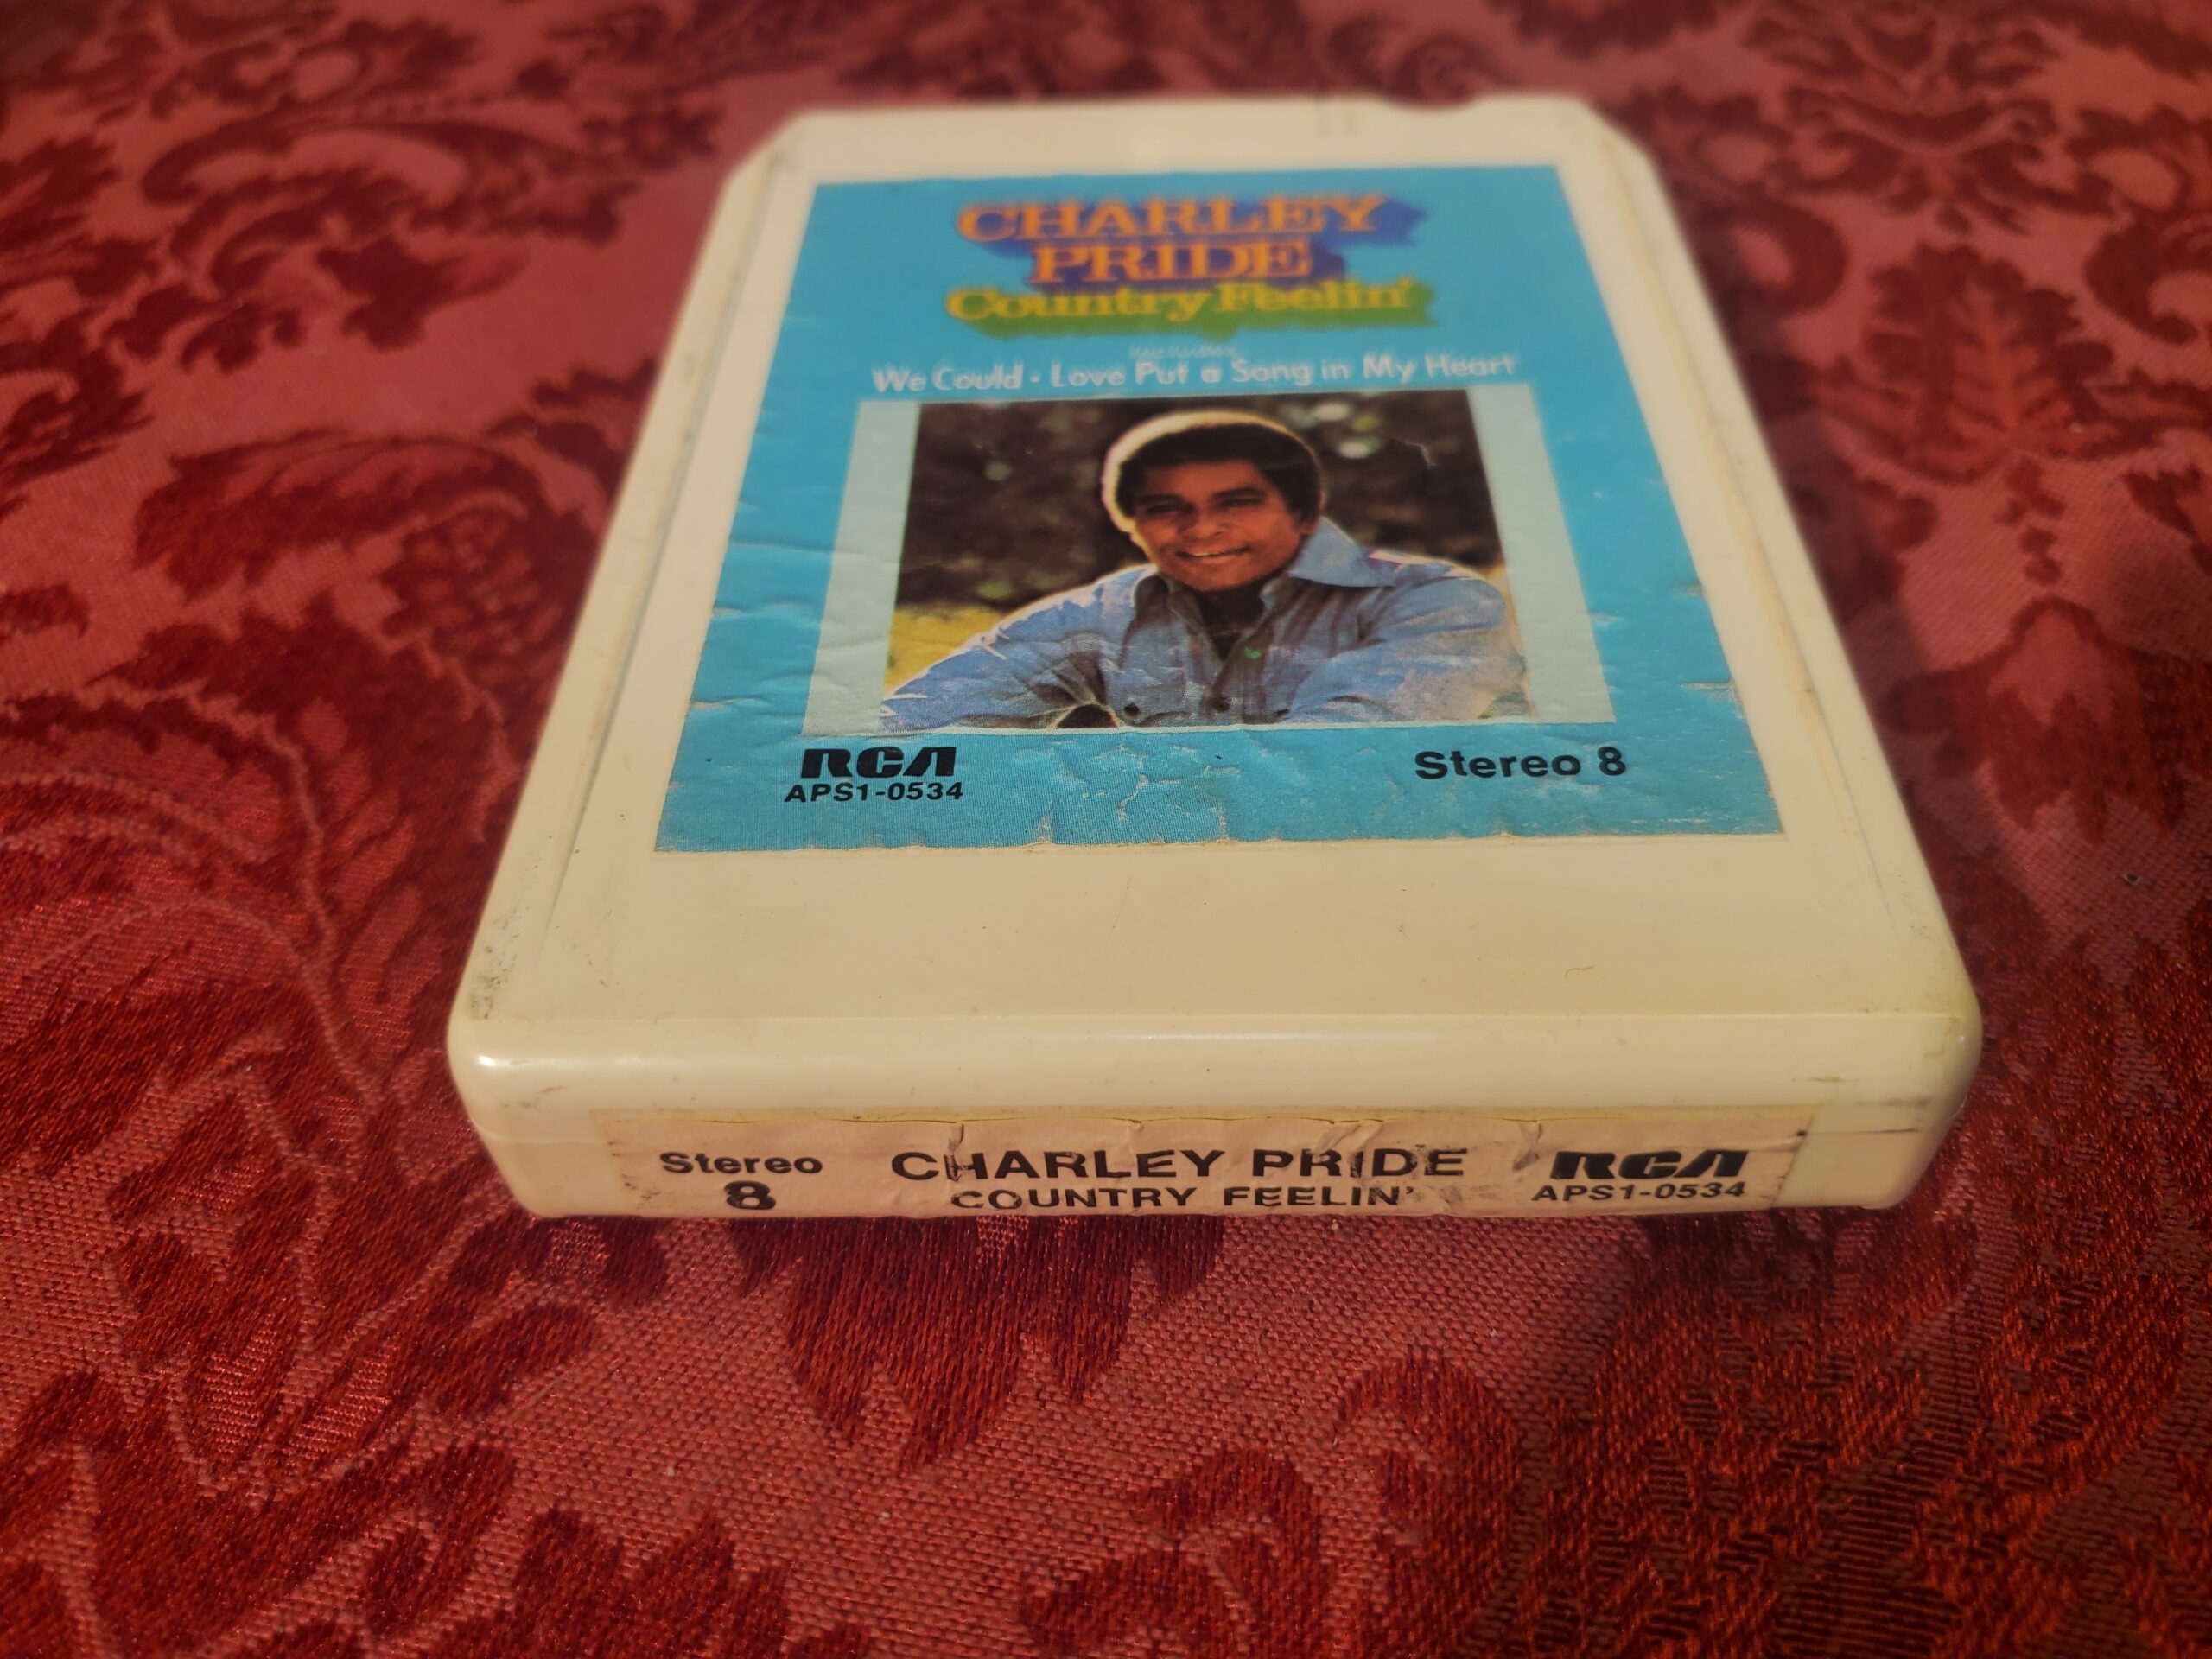 CHARLEY
PRIDE
Country Feelin'
Includes
We Could • Love Put a Song in My Heart
RCA
APS1-0534
Stereo 8
Stereo
8
CHARLEY PRIDE
COUNTRY FEELIN'
RCA
APS1-0534